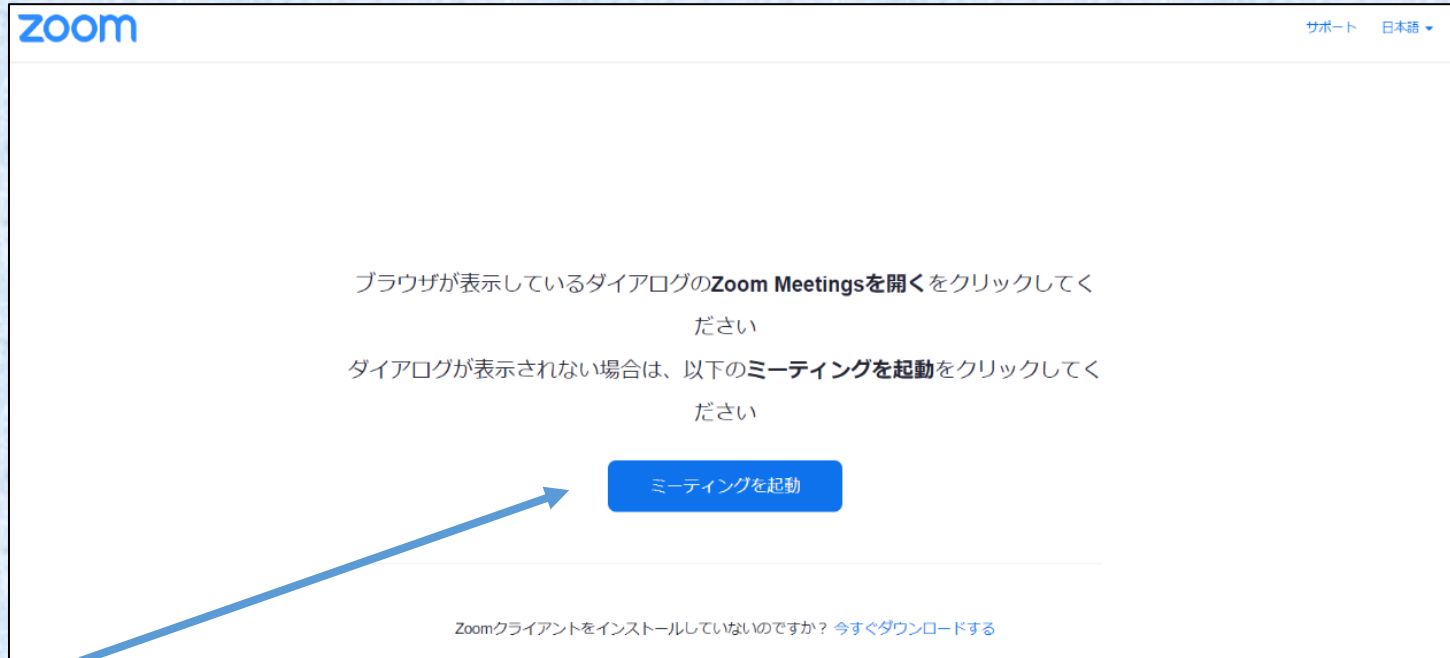 zoom
サポート 日本語
ブラウザが表示しているダイアログのZoom Meetingsを開くをクリックしてく
ださい
ダイアログが表示されない場合は、以下のミーティングを起動をクリックしてく
ださい
ミーティングを起動
Zoomクライアントをインストールしていないのですか？今すぐダウンロードする